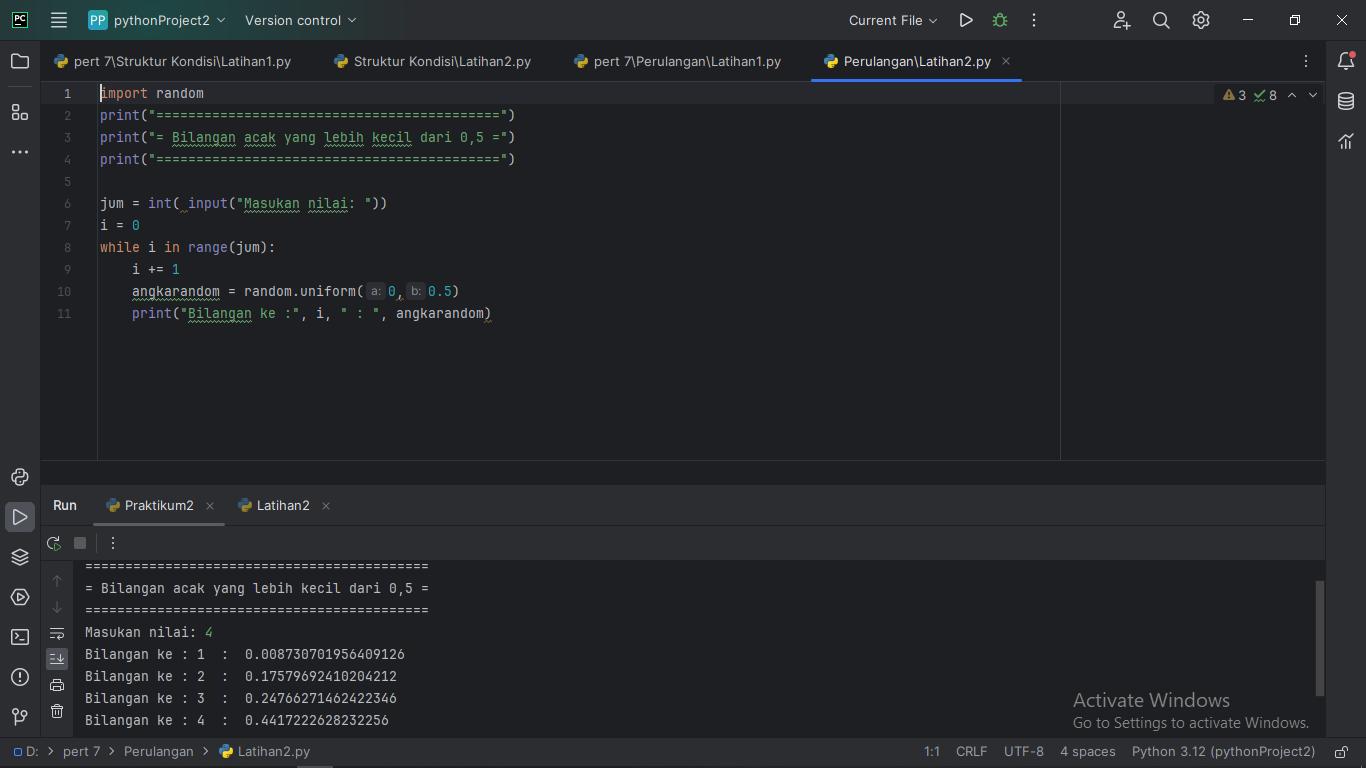 PC
PP pythonProject2 Version control Current File
pert 7\Struktur Kondisi\Latihan1.py Struktur Kondisi\Latihan2.py pert 7\Perulangan\Latihan1.py Perulangan\Latihan2.py
3 8
1 import random
2 print("===========================================")
3 print("= Bilangan acak yang lebih kecil dari 0,5 =")
4 print("===========================================")
5
6 jum = int( input("Masukan nilai: "))
7 i = 0
8 while i in range(jum):
9 i += 1
10 angkarandom = random.uniform( a: 0, b: 0.5)
11 print("Bilangan ke :", i, " : ", angkarandom)
Run Praktikum2 Latihan2
===========================================
= Bilangan acak yang lebih kecil dari 0,5 =
===========================================
Masukan nilai: 4
Bilangan ke : 1  :  0.008730701956409126
Bilangan ke : 2  :  0.17579692410204212
Bilangan ke : 3  :  0.24766271462422346
Bilangan ke : 4  :  0.4417222628232256
Activate Windows
Go to Settings to activate Windows.
D: > pert 7 > Perulangan > Latihan2.py 1:1 CRLF UTF-8 4 spaces Python 3.12 (pythonProject2)